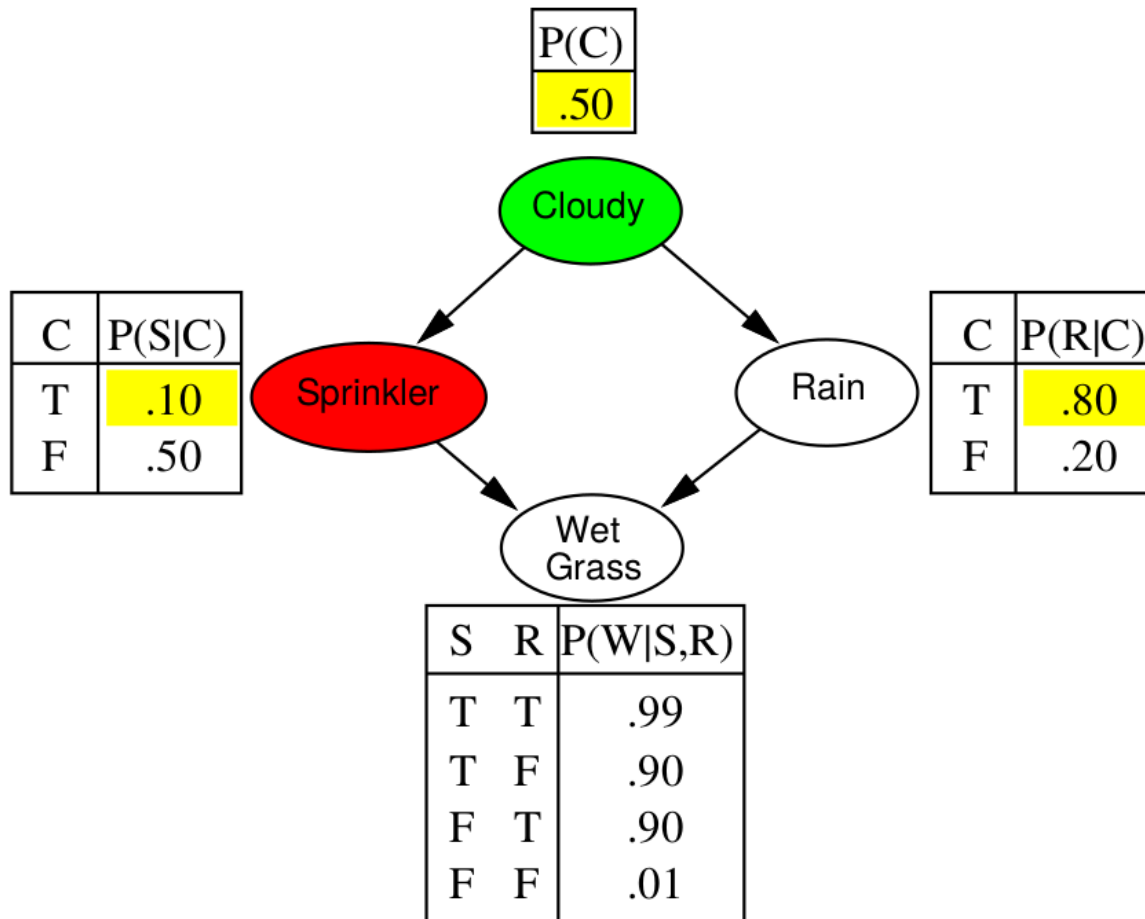 P(C)
.50
Cloudy
C P(S|C)
T .10
F .50
Sprinkler
Rain
C P(R|C)
T .80
F .20
Wet
Grass
S R P(W|S,R)
T T .99
T F .90
F T .90
F F .01